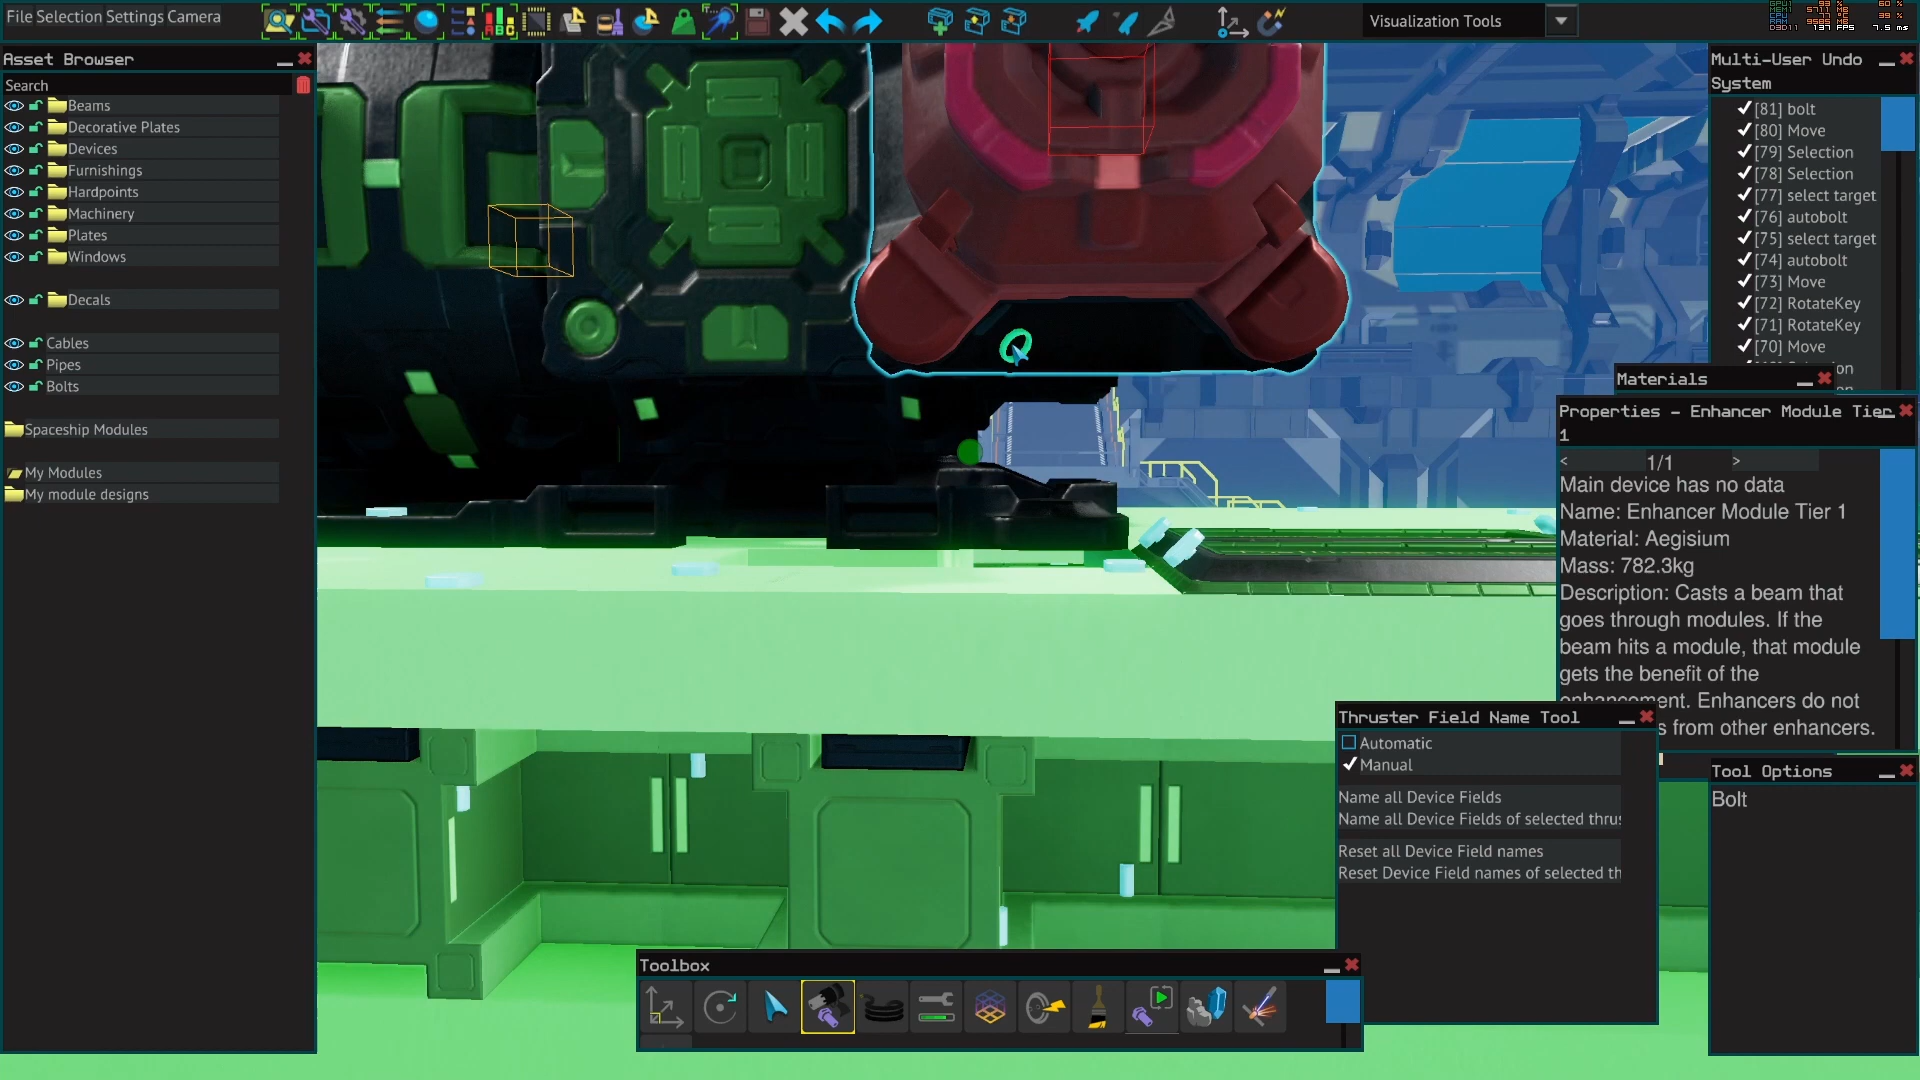 File Selection Settings Camera
Visualization Tools
Asset Browser
Search
Beams
Decorative Plates
Devices
Furnishings
Hardpoints
Machinery
Plates
Windows
Decals
Cables
Pipes
Bolts
Spaceship Modules
My Modules
My module designs
Multi-User Undo
System
[81] bolt
[80] Move
[79] Selection
[78] Selection
[77] select target
[76] autobolt
[75] select target
[74] autobolt
[73] Move
[72] RotateKey
[71] RotateKey
[70] Move
Materials
Properties - Enhancer Module Tier
1
< 1/1 >
Main device has no data
Name: Enhancer Module Tier 1
Material: Aegisium
Mass: 782.3kg
Description: Casts a beam that
goes through modules. If the
beam hits a module, that module
gets the benefit of the
enhancement. Enhancers do not
s from other enhancers.
Thruster Field Name Tool
Automatic
Manual
Name all Device Fields
Name all Device Fields of selected thrus
Reset all Device Field names
Reset Device Field names of selected th
Tool Options
Bolt
Toolbox